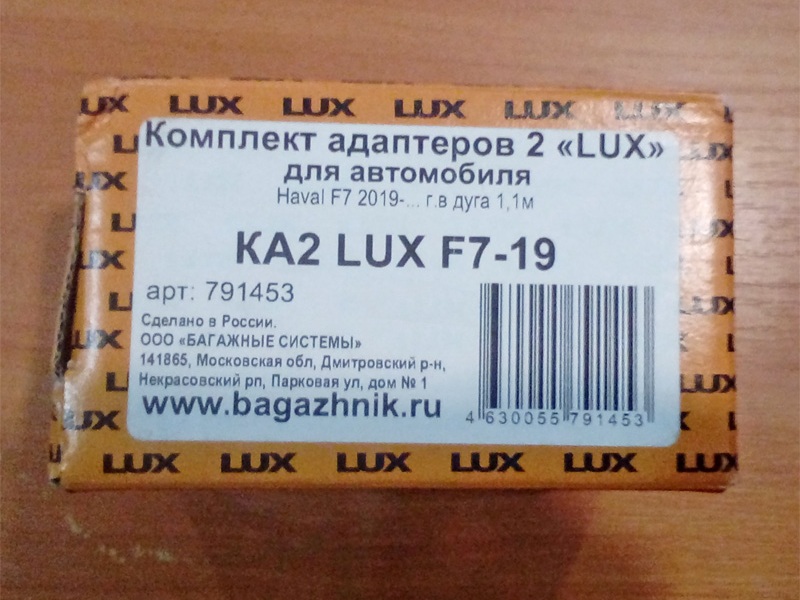 UX LUX LUX LUX LUX LUX
Комплект адаптеров 2 «LUX»
для автомобиля
Haval F7 2019-... г.в дуга 1,1м
КА2 LUX F7-19
арт: 791453
Сделано в России.
ООО «БАГАЖНЫЕ СИСТЕМЫ»
141865, Московская обл, Дмитровский р-н,
Некрасовский рп, Парковая ул, дом № 1
www.bagazhnik.ru
4 630055 791453
LUX LUX LUX LUX LUX LUX